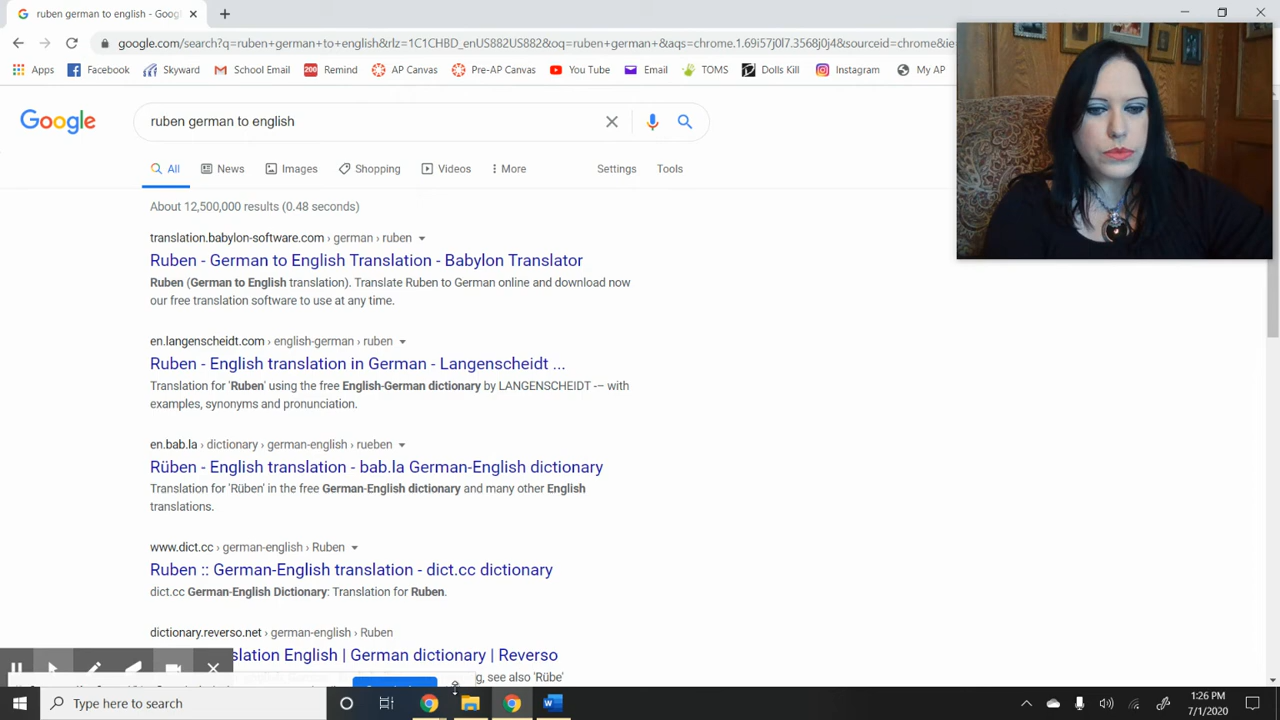 ruben german to english - Goog
google.com/search?q=ruben+german+to+english&rlz=1C1CHBD_enUS882US882&oq=ruben+german+&aqs=chrome.1.69i57j0l7.3568j0j4&sourceid=chrome&ie
Apps Facebook Skyward School Email Remind AP Canvas Pre-AP Canvas You Tube Email TOMS Dolls Kill Instagram My AP
Google
ruben german to english
All News Images Shopping Videos More Settings Tools
About 12,500,000 results (0.48 seconds)
translation.babylon-software.com › german › ruben
Ruben - German to English Translation - Babylon Translator
Ruben (German to English translation). Translate Ruben to German online and download now
our free translation software to use at any time.
en.langenscheidt.com › english-german › ruben
Ruben - English translation in German - Langenscheidt ...
Translation for 'Ruben' using the free English-German dictionary by LANGENSCHEIDT -– with
examples, synonyms and pronunciation.
en.bab.la › dictionary › german-english › rueben
Rüben - English translation - bab.la German-English dictionary
Translation for 'Rüben' in the free German-English dictionary and many other English
translations.
www.dict.cc › german-english › Ruben
Ruben :: German-English translation - dict.cc dictionary
dict.cc German-English Dictionary: Translation for Ruben.
dictionary.reverso.net › german-english › Ruben
slation English | German dictionary | Reverso
g, see also 'Rübe'
Type here to search
1:26 PM
7/1/2020